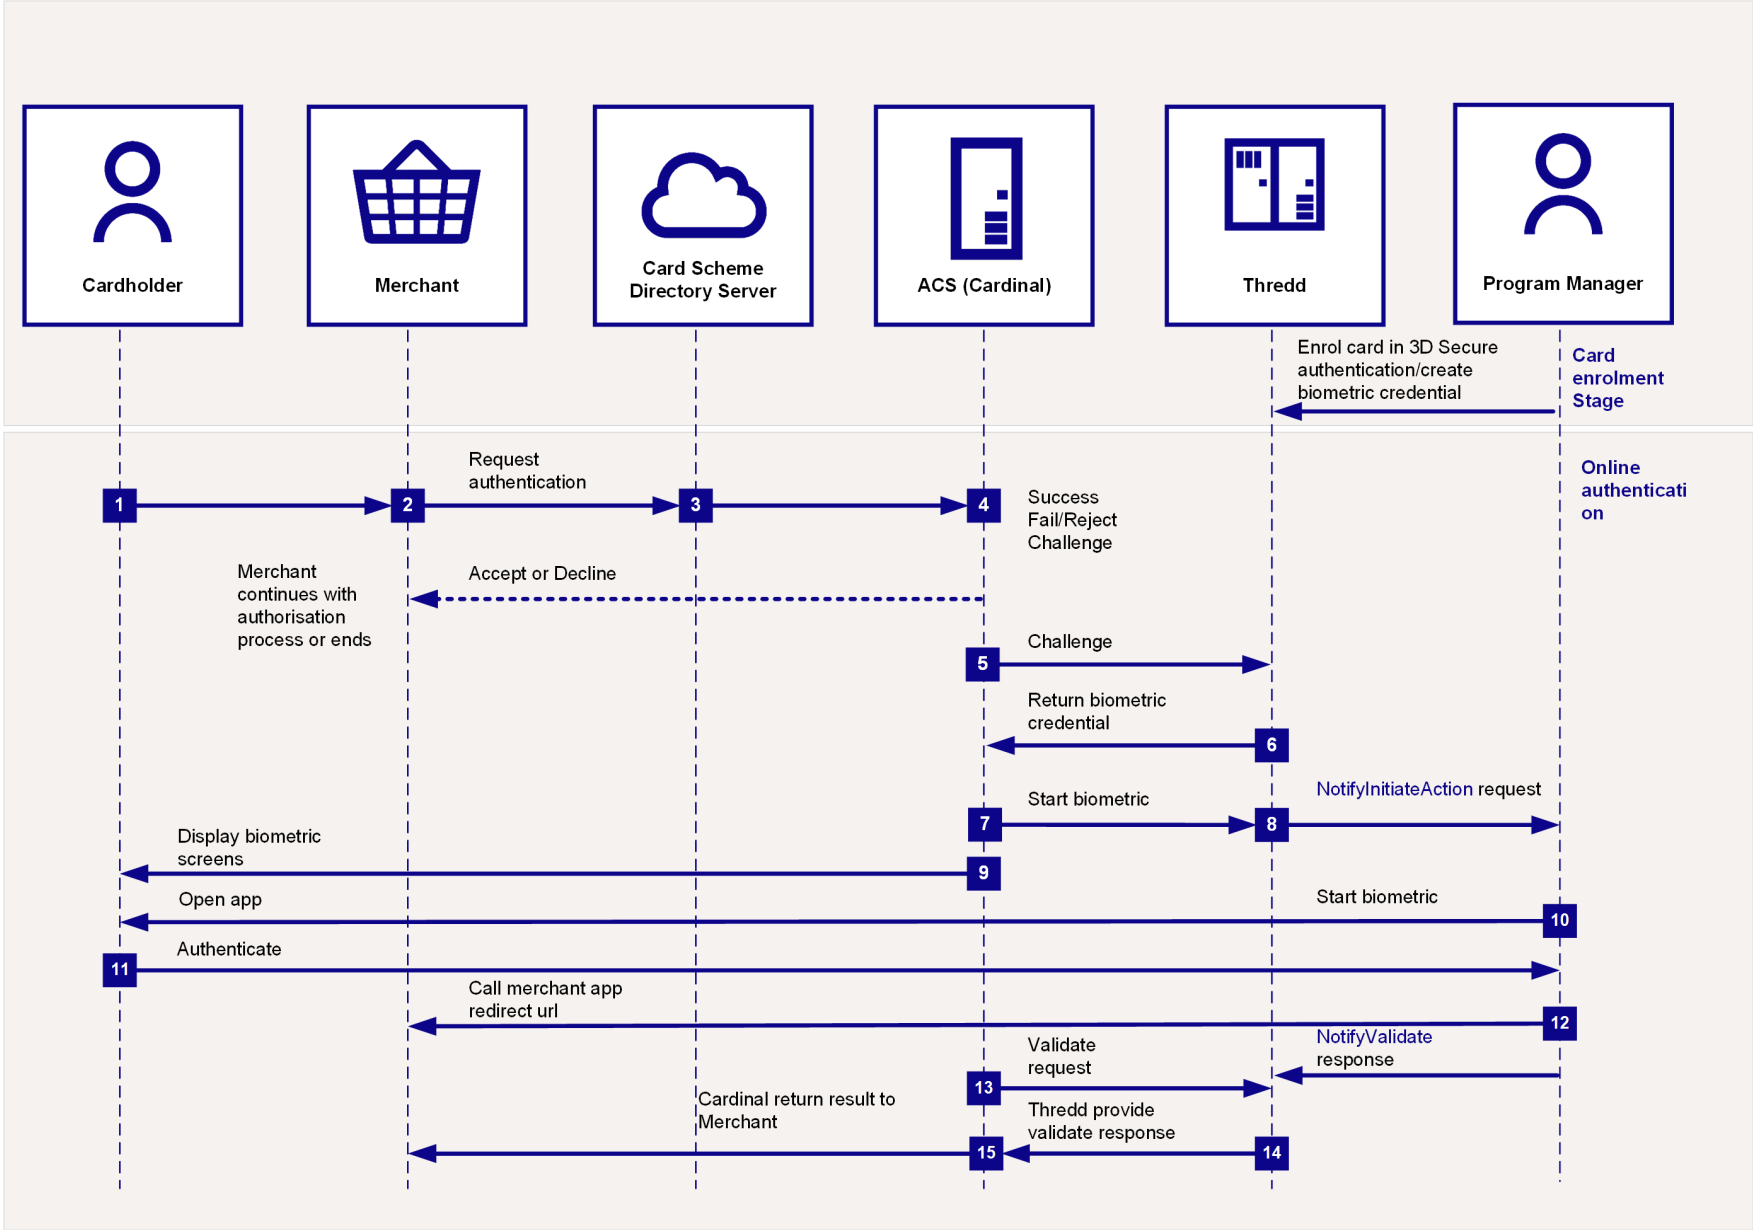 Cardholder
Merchant
Card Scheme
Directory Server
ACS (Cardinal)
Thredd
Program Manager
Enrol card in 3D Secure
authentication/create
biometric credential
Card
enrolment
Stage
Request
authentication
Online
authenticati
on
1
2
3
4
Success
Fail/Reject
Challenge
Merchant
continues with
authorisation
process or ends
Accept or Decline
Challenge
5
Return biometric
credential
6
Start biometric
NotifyInitiateAction request
7
8
Display biometric
screens
9
Open app
Start biometric
10
Authenticate
11
Call merchant app
redirect url
12
NotifyValidate
response
Validate
request
13
Cardinal return result to
Merchant
Thredd provide
validate response
15
14